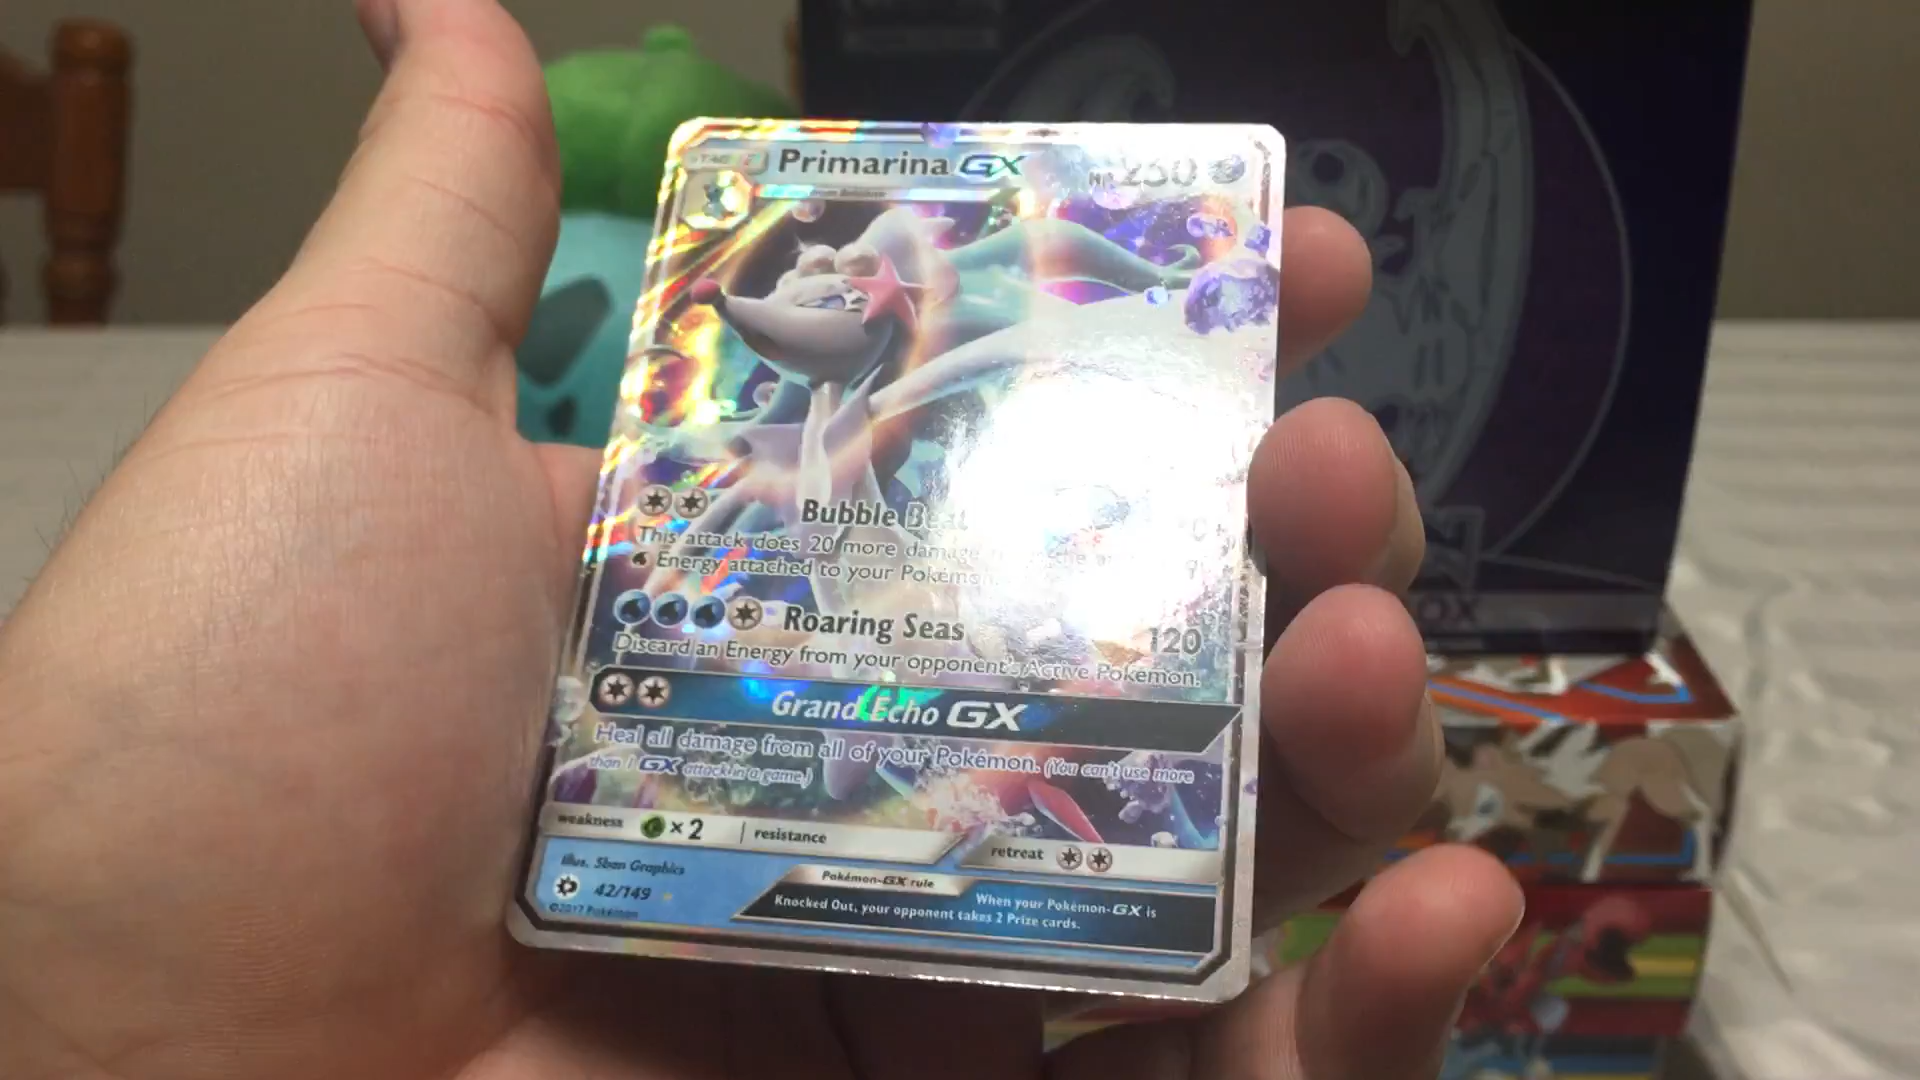 Primarina GX HP 250
Bubble Beat
This attack does 20 more damage
Energy attached to your Pokémon.
Roaring Seas 120
Discard an Energy from your opponent's Active Pokémon.
Grand Echo GX
Heal all damage from all of your Pokémon. (You can't use more
than 1 GX attack in a game.)
weakness ×2 resistance
retreat
Illus. 5ban Graphics
42/149
©2017 Pokémon
Pokémon-GX rule
When your Pokémon-GX is
Knocked Out, your opponent takes 2 Prize cards.
OX